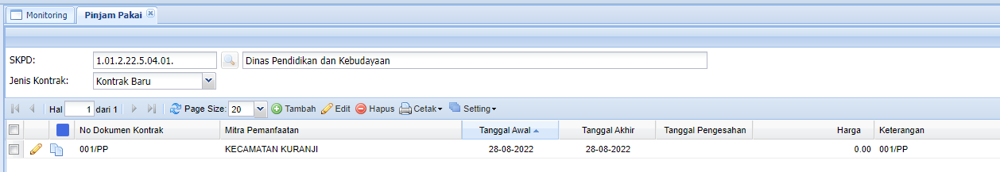 Monitoring Pinjam Pakai
SKPD: 1.01.2.22.5.04.01. Dinas Pendidikan dan Kebudayaan
Jenis Kontrak: Kontrak Baru
Hal 1 dari 1 Page Size: 20 Tambah Edit Hapus Cetak Setting
No Dokumen Kontrak Mitra Pemanfaatan Tanggal Awal Tanggal Akhir Tanggal Pengesahan Harga Keterangan
001/PP KECAMATAN KURANJI 28-08-2022 28-08-2022 0.00 001/PP